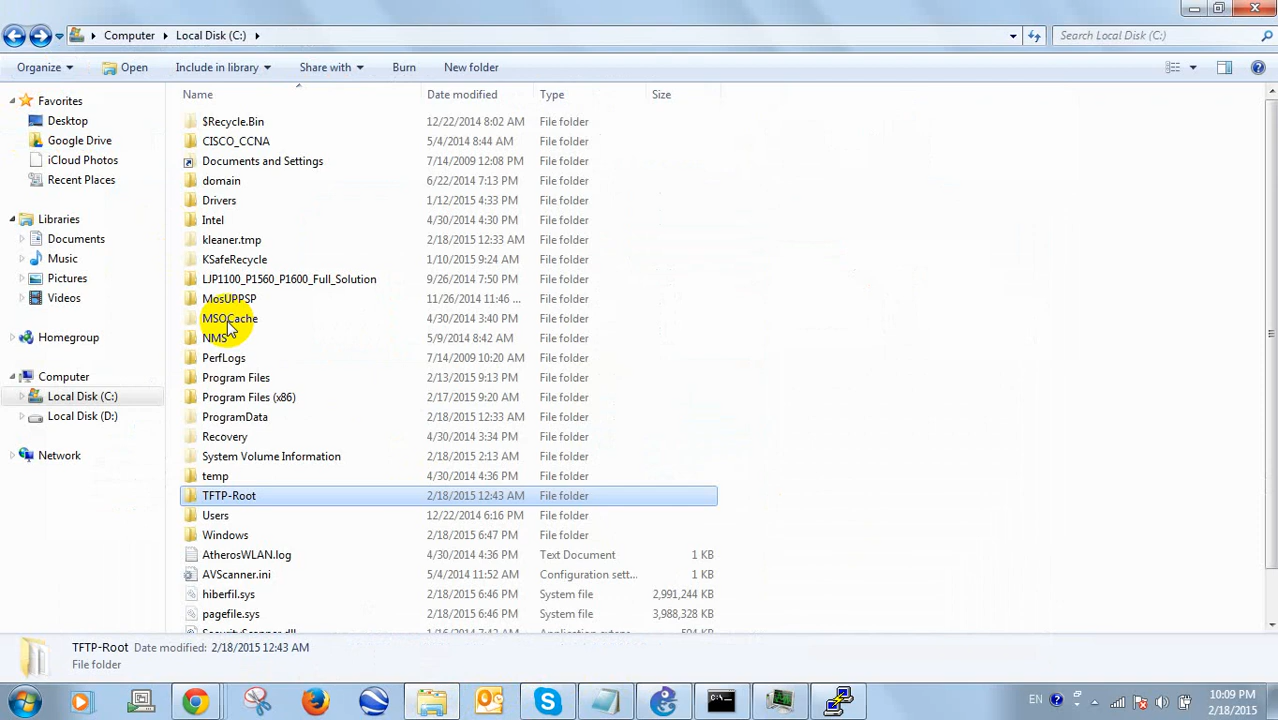 Computer Local Disk (C:) Search Local Disk (C:)
Organize Open Include in library Share with Burn New folder
Name Date modified Type Size
Favorites
Desktop
Google Drive
iCloud Photos
Recent Places
Libraries
Documents
Music
Pictures
Videos
Homegroup
Computer
Local Disk (C:)
Local Disk (D:)
Network
$Recycle.Bin 12/22/2014 8:02 AM File folder
CISCO_CCNA 5/4/2014 8:44 AM File folder
Documents and Settings 7/14/2009 12:08 PM File folder
domain 6/22/2014 7:13 PM File folder
Drivers 1/12/2015 4:33 PM File folder
Intel 4/30/2014 4:30 PM File folder
kleaner.tmp 2/18/2015 12:33 AM File folder
KSafeRecycle 1/10/2015 9:24 AM File folder
LJP1100_P1560_P1600_Full_Solution 9/26/2014 7:50 PM File folder
MosUPPSP 11/26/2014 11:46 ... File folder
MSOCache 4/30/2014 3:40 PM File folder
NMS 5/9/2014 8:42 AM File folder
PerfLogs 7/14/2009 10:20 AM File folder
Program Files 2/13/2015 9:13 PM File folder
Program Files (x86) 2/17/2015 9:20 AM File folder
ProgramData 2/18/2015 12:33 AM File folder
Recovery 4/30/2014 3:34 PM File folder
System Volume Information 2/18/2015 2:13 AM File folder
temp 4/30/2014 4:36 PM File folder
TFTP-Root 2/18/2015 12:43 AM File folder
Users 12/22/2014 6:16 PM File folder
Windows 2/18/2015 6:47 PM File folder
AtherosWLAN.log 4/30/2014 4:36 PM Text Document 1 KB
AVScanner.ini 5/4/2014 11:52 AM Configuration sett... 1 KB
hiberfil.sys 2/18/2015 6:46 PM System file 2,991,244 KB
pagefile.sys 2/18/2015 6:46 PM System file 3,988,328 KB
TFTP-Root Date modified: 2/18/2015 12:43 AM
File folder
EN 10:09 PM
2/18/2015